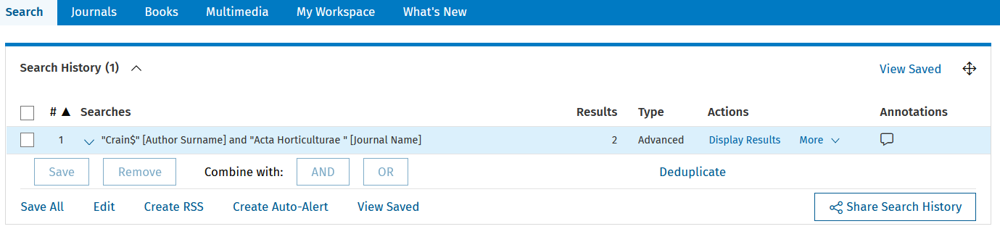 Search Journals Books Multimedia My Workspace What's New
Search History (1) View Saved
# ▲ Searches Results Type Actions Annotations
1 "Crain$" [Author Surname] and "Acta Horticulturae " [Journal Name] 2 Advanced Display Results More
Save Remove Combine with: AND OR Deduplicate
Save All Edit Create RSS Create Auto-Alert View Saved Share Search History